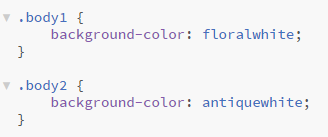 .body1 {
    background-color: floralwhite;
}
.body2 {
    background-color: antiquewhite;
}